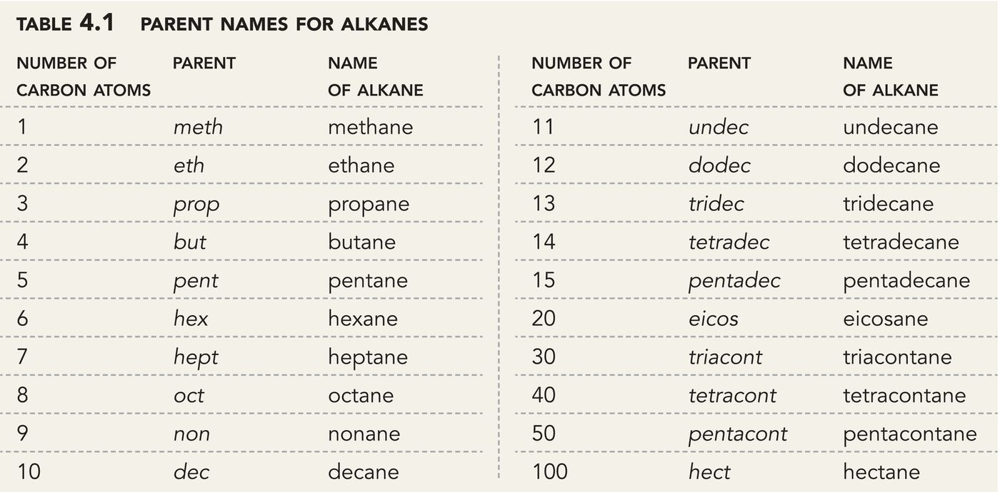 TABLE 4.1 PARENT NAMES FOR ALKANES
NUMBER OF CARBON ATOMS PARENT NAME OF ALKANE
1 meth methane
2 eth ethane
3 prop propane
4 but butane
5 pent pentane
6 hex hexane
7 hept heptane
8 oct octane
9 non nonane
10 dec decane
NUMBER OF CARBON ATOMS PARENT NAME OF ALKANE
11 undec undecane
12 dodec dodecane
13 tridec tridecane
14 tetradec tetradecane
15 pentadec pentadecane
20 eicos eicosane
30 triacont triacontane
40 tetracont tetracontane
50 pentacont pentacontane
100 hect hectane